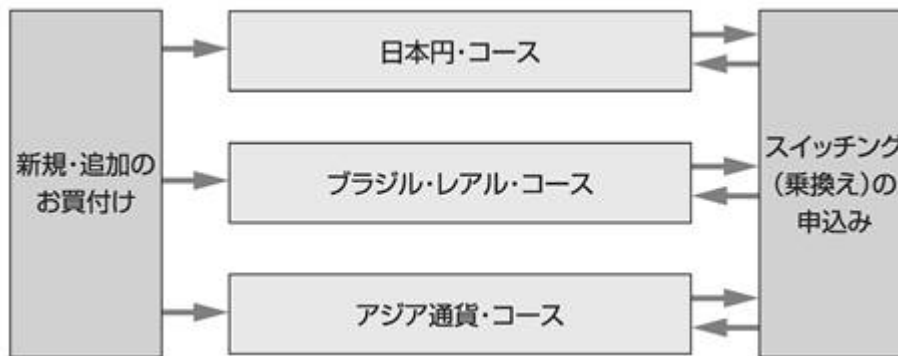 新規・追加の
お買付け
日本円・コース
ブラジル・レアル・コース
アジア通貨・コース
スイッチング
(乗換え)の
申込み